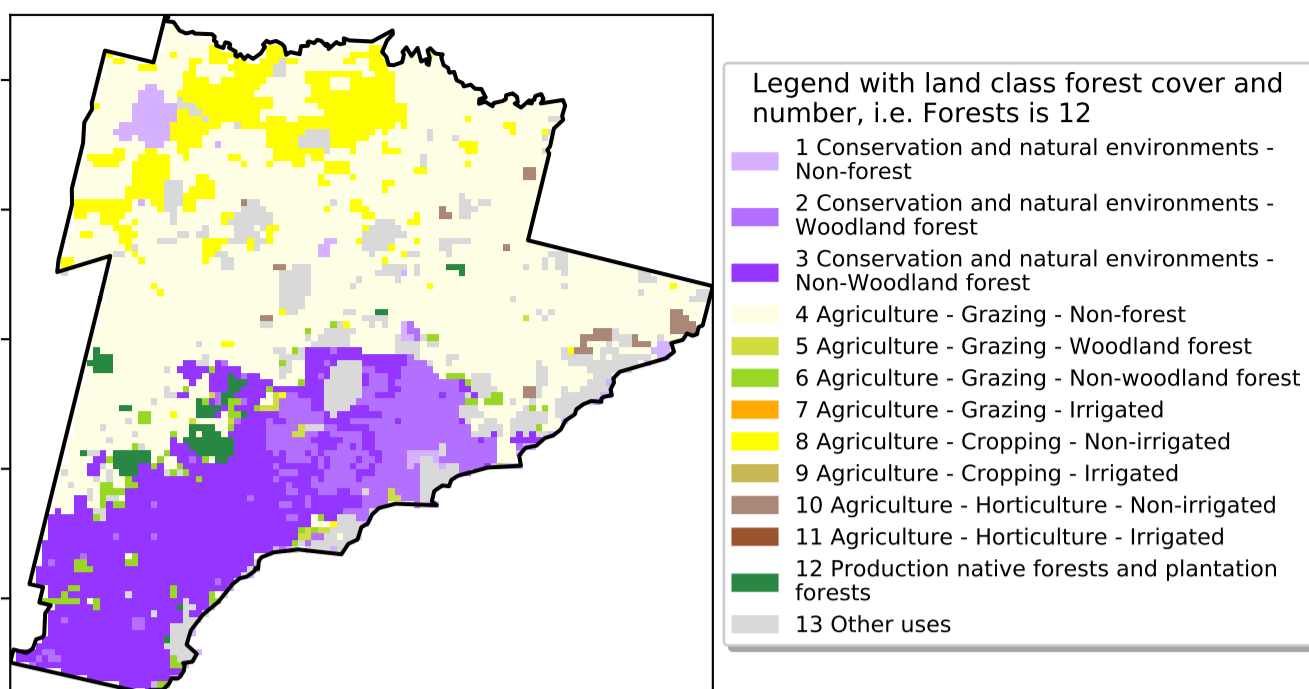 Legend with land class forest cover and
number, i.e. Forests is 12
1 Conservation and natural environments -
Non-forest
2 Conservation and natural environments -
Woodland forest
3 Conservation and natural environments -
Non-Woodland forest
4 Agriculture - Grazing - Non-forest
5 Agriculture - Grazing - Woodland forest
6 Agriculture - Grazing - Non-woodland forest
7 Agriculture - Grazing - Irrigated
8 Agriculture - Cropping - Non-irrigated
9 Agriculture - Cropping - Irrigated
10 Agriculture - Horticulture - Non-irrigated
11 Agriculture - Horticulture - Irrigated
12 Production native forests and plantation
forests
13 Other uses